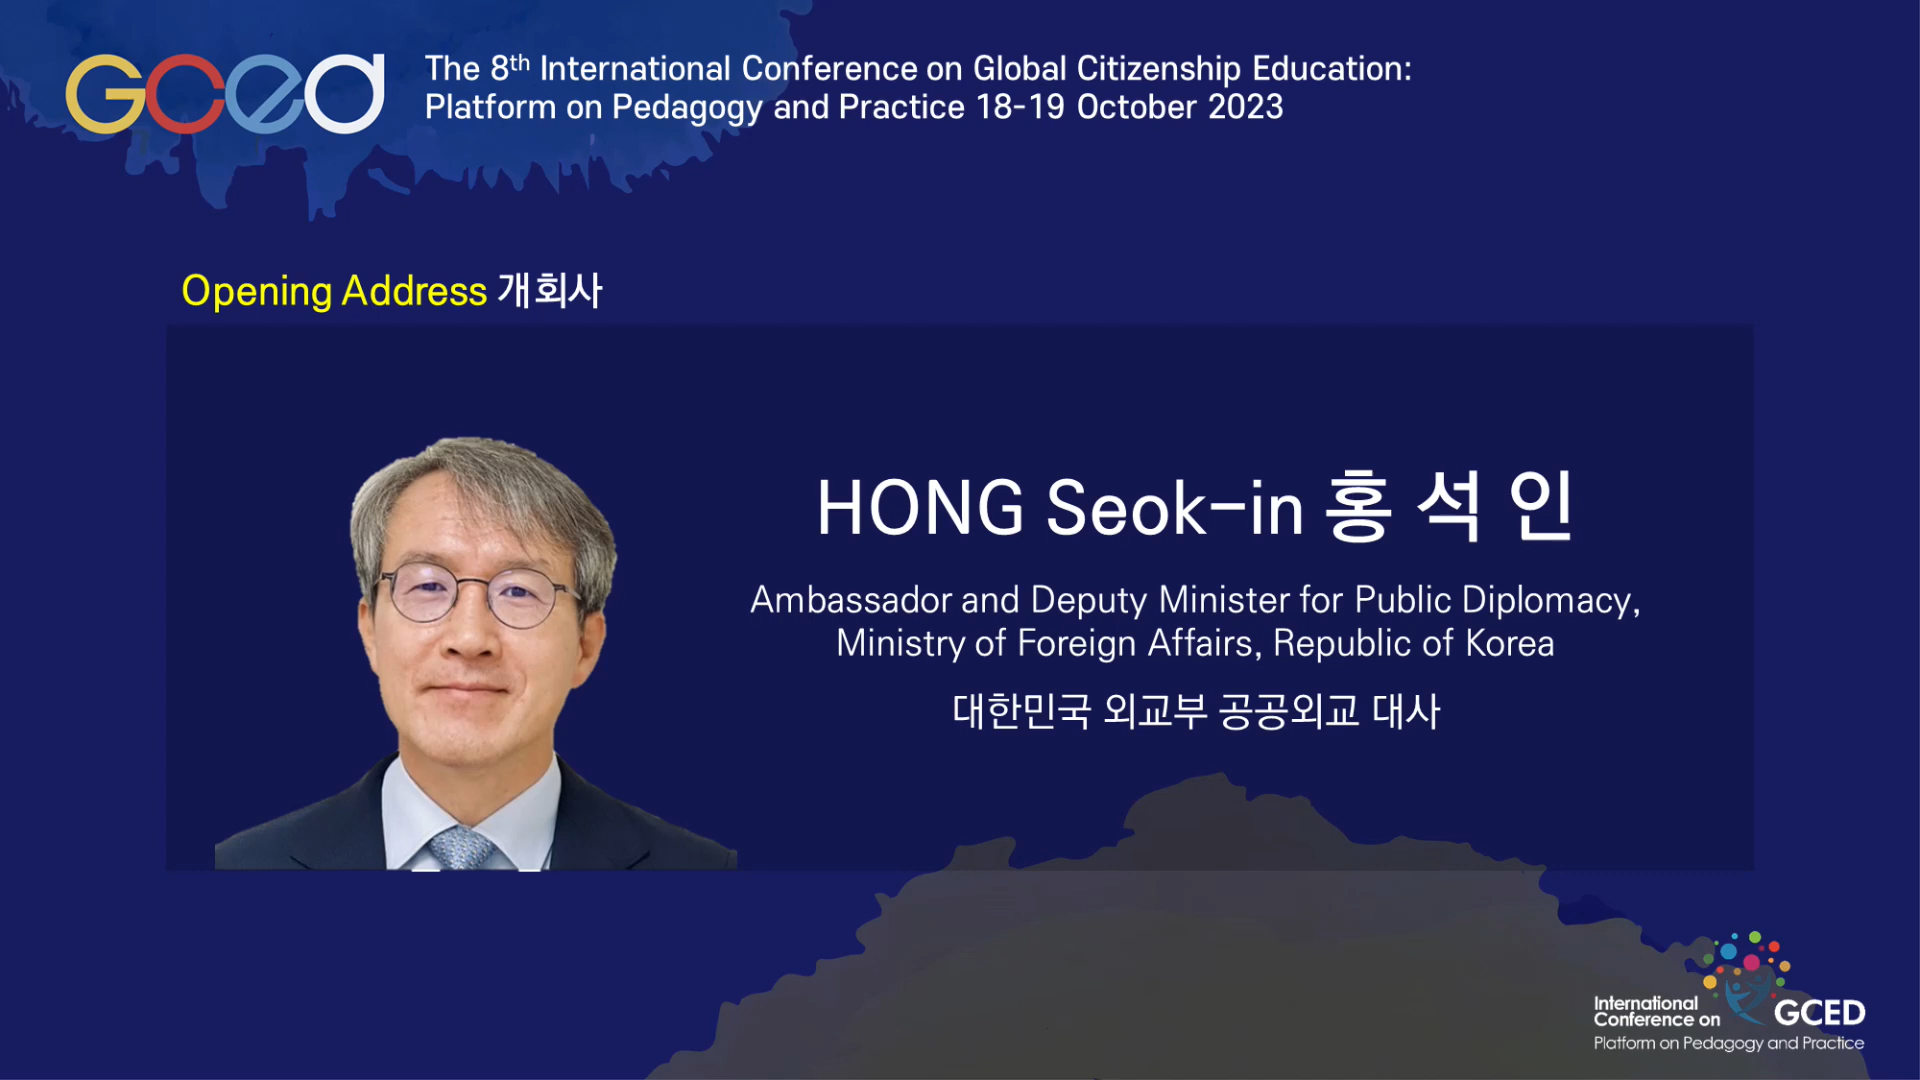 GCed
The 8th International Conference on Global Citizenship Education:
Platform on Pedagogy and Practice 18-19 October 2023
Opening Address 개회사
HONG Seok-in 홍 석 인
Ambassador and Deputy Minister for Public Diplomacy,
Ministry of Foreign Affairs, Republic of Korea
대한민국 외교부 공공외교 대사
International
Conference on GCED
Platform on Pedagogy and Practice